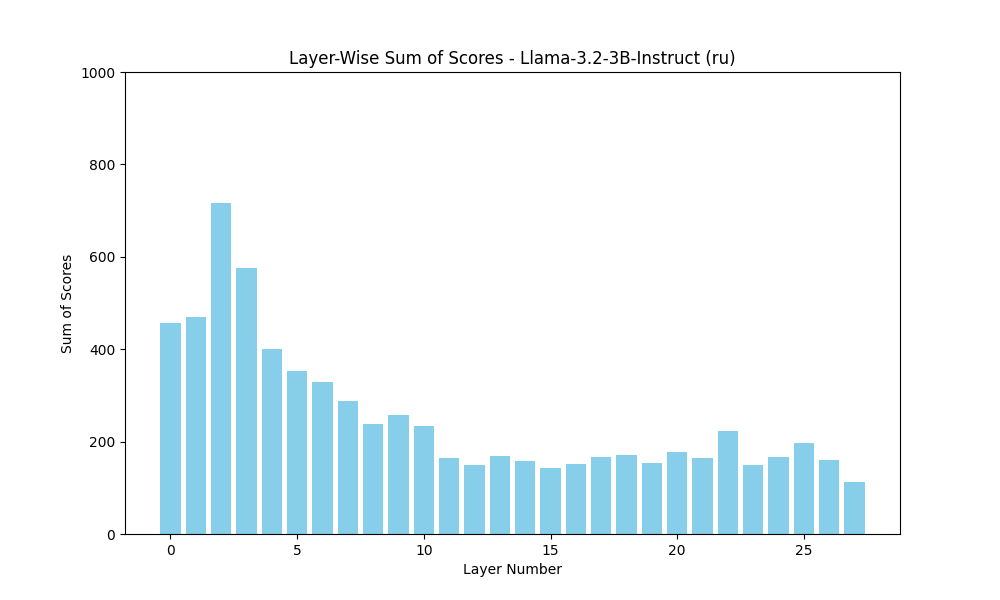 Layer-Wise Sum of Scores - Llama-3.2-3B-Instruct (ru)
1000
800
600
400
200
0
Sum of Scores
0 5 10 15 20 25
Layer Number